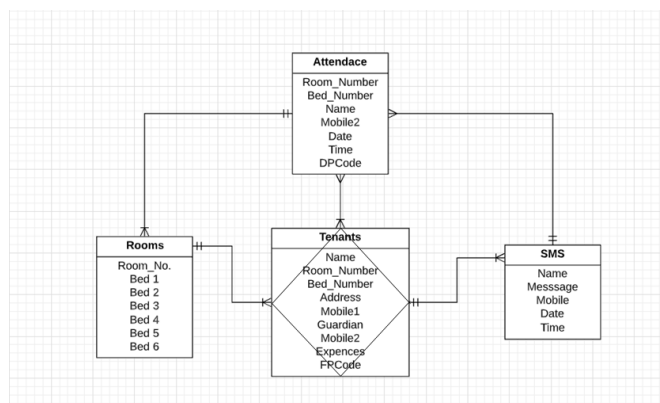 Attendace
Room_Number
Bed_Number
Name
Mobile2
Date
Time
DPCode
Rooms
Room_No.
Bed 1
Bed 2
Bed 3
Bed 4
Bed 5
Bed 6
Tenants
Name
Room_Number
Bed_Number
Address
Mobile1
Guardian
Mobile2
Expences
FPCode
SMS
Name
Messsage
Mobile
Date
Time